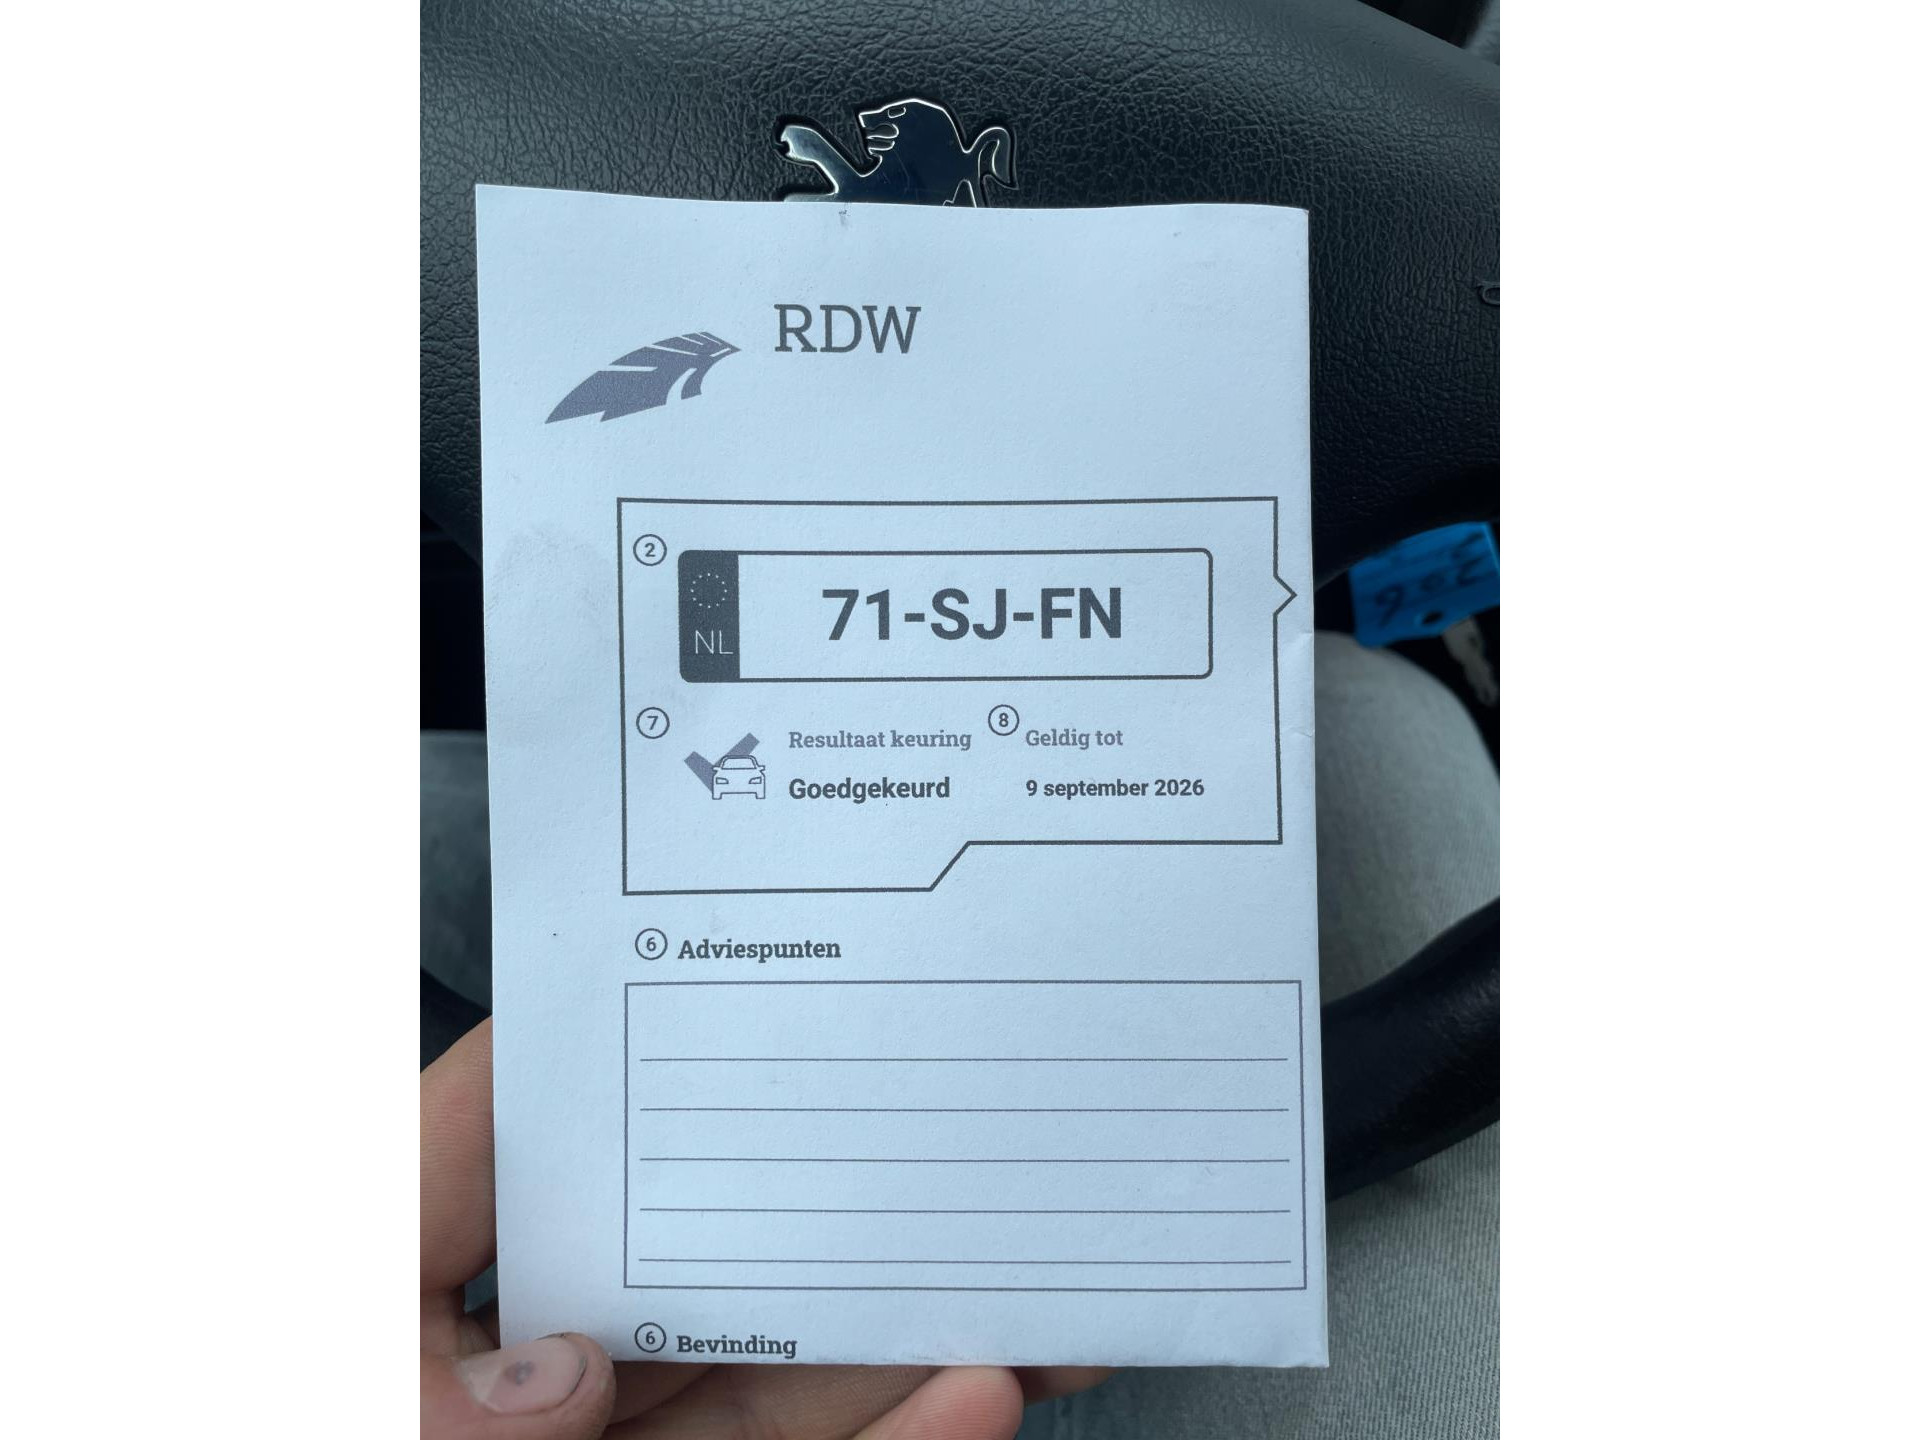 RDW
2
NL
71-SJ-FN
7
Resultaat keuring
8
Geldig tot
Goedgekeurd
9 september 2026
6 Adviespunten
6 Bevinding
206